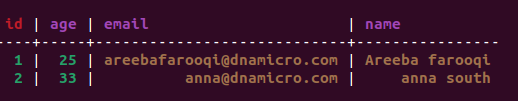 id | age | email | name
----+-----+---------------------------+----------------
1 | 25 | areebafarooqi@dnamicro.com | Areeba farooqi
2 | 33 | anna@dnamicro.com | anna south